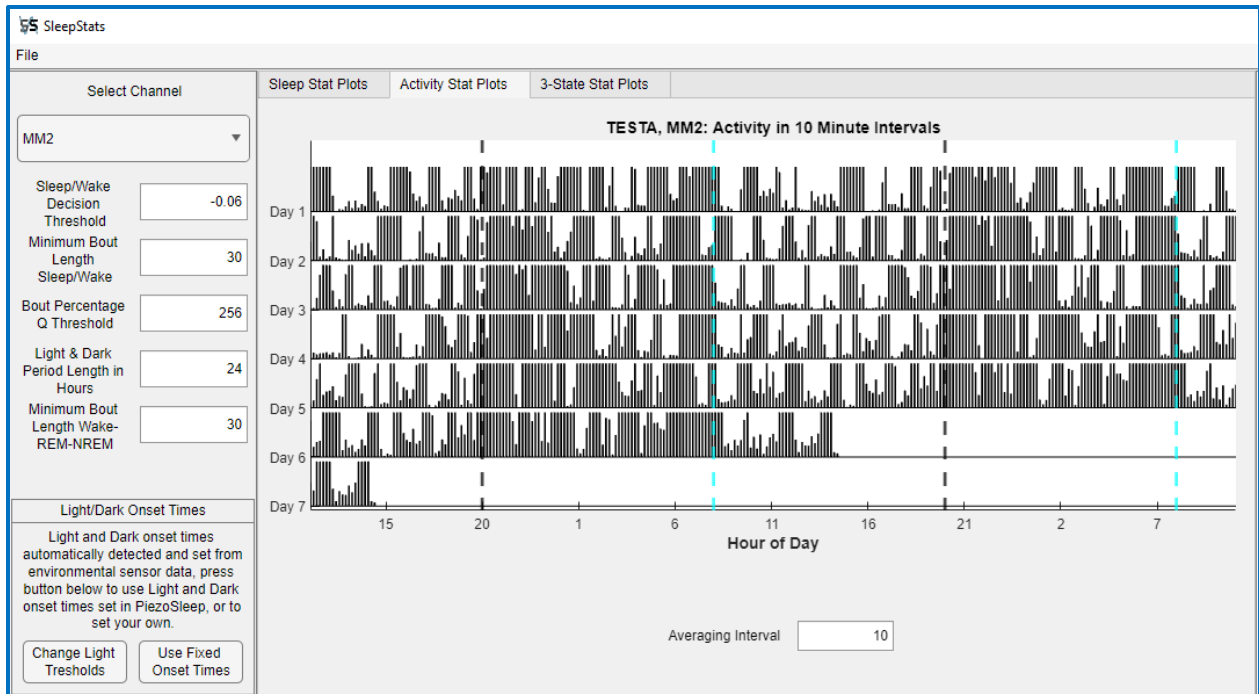 SleepStats
File
Select Channel
MM2
Sleep/Wake
Decision
Threshold
-0.06
Minimum Bout
Length
Sleep/Wake
30
Bout Percentage
Q Threshold
256
Light & Dark
Period Length in
Hours
24
Minimum Bout
Length Wake-
REM-NREM
30
Light/Dark Onset Times
Light and Dark onset times
automatically detected and set from
environmental sensor data, press
button below to use Light and Dark
onset times set in PiezoSleep, or to
set your own.
Change Light
Tresholds
Use Fixed
Onset Times
Sleep Stat Plots
Activity Stat Plots
3-State Stat Plots
TESTA, MM2: Activity in 10 Minute Intervals
Day 1
Day 2
Day 3
Day 4
Day 5
Day 6
Day 7
15 20 1 6 11 16 21 2 7
Hour of Day
Averaging Interval
10